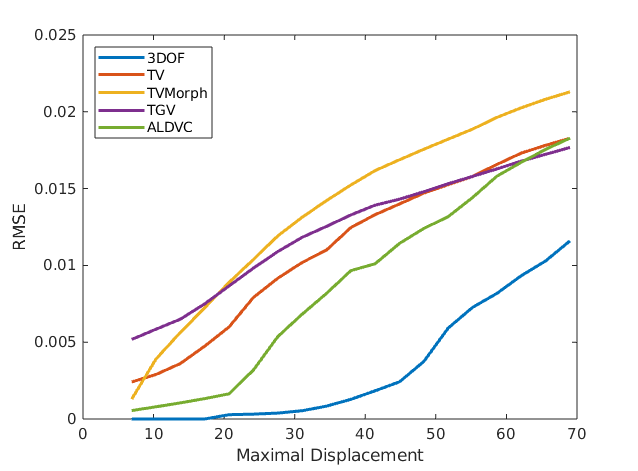 0.025
0.02
0.015
0.01
0.005
0
RMSE
3DOF
TV
TVMorph
TGV
ALDVC
0 10 20 30 40 50 60 70
Maximal Displacement